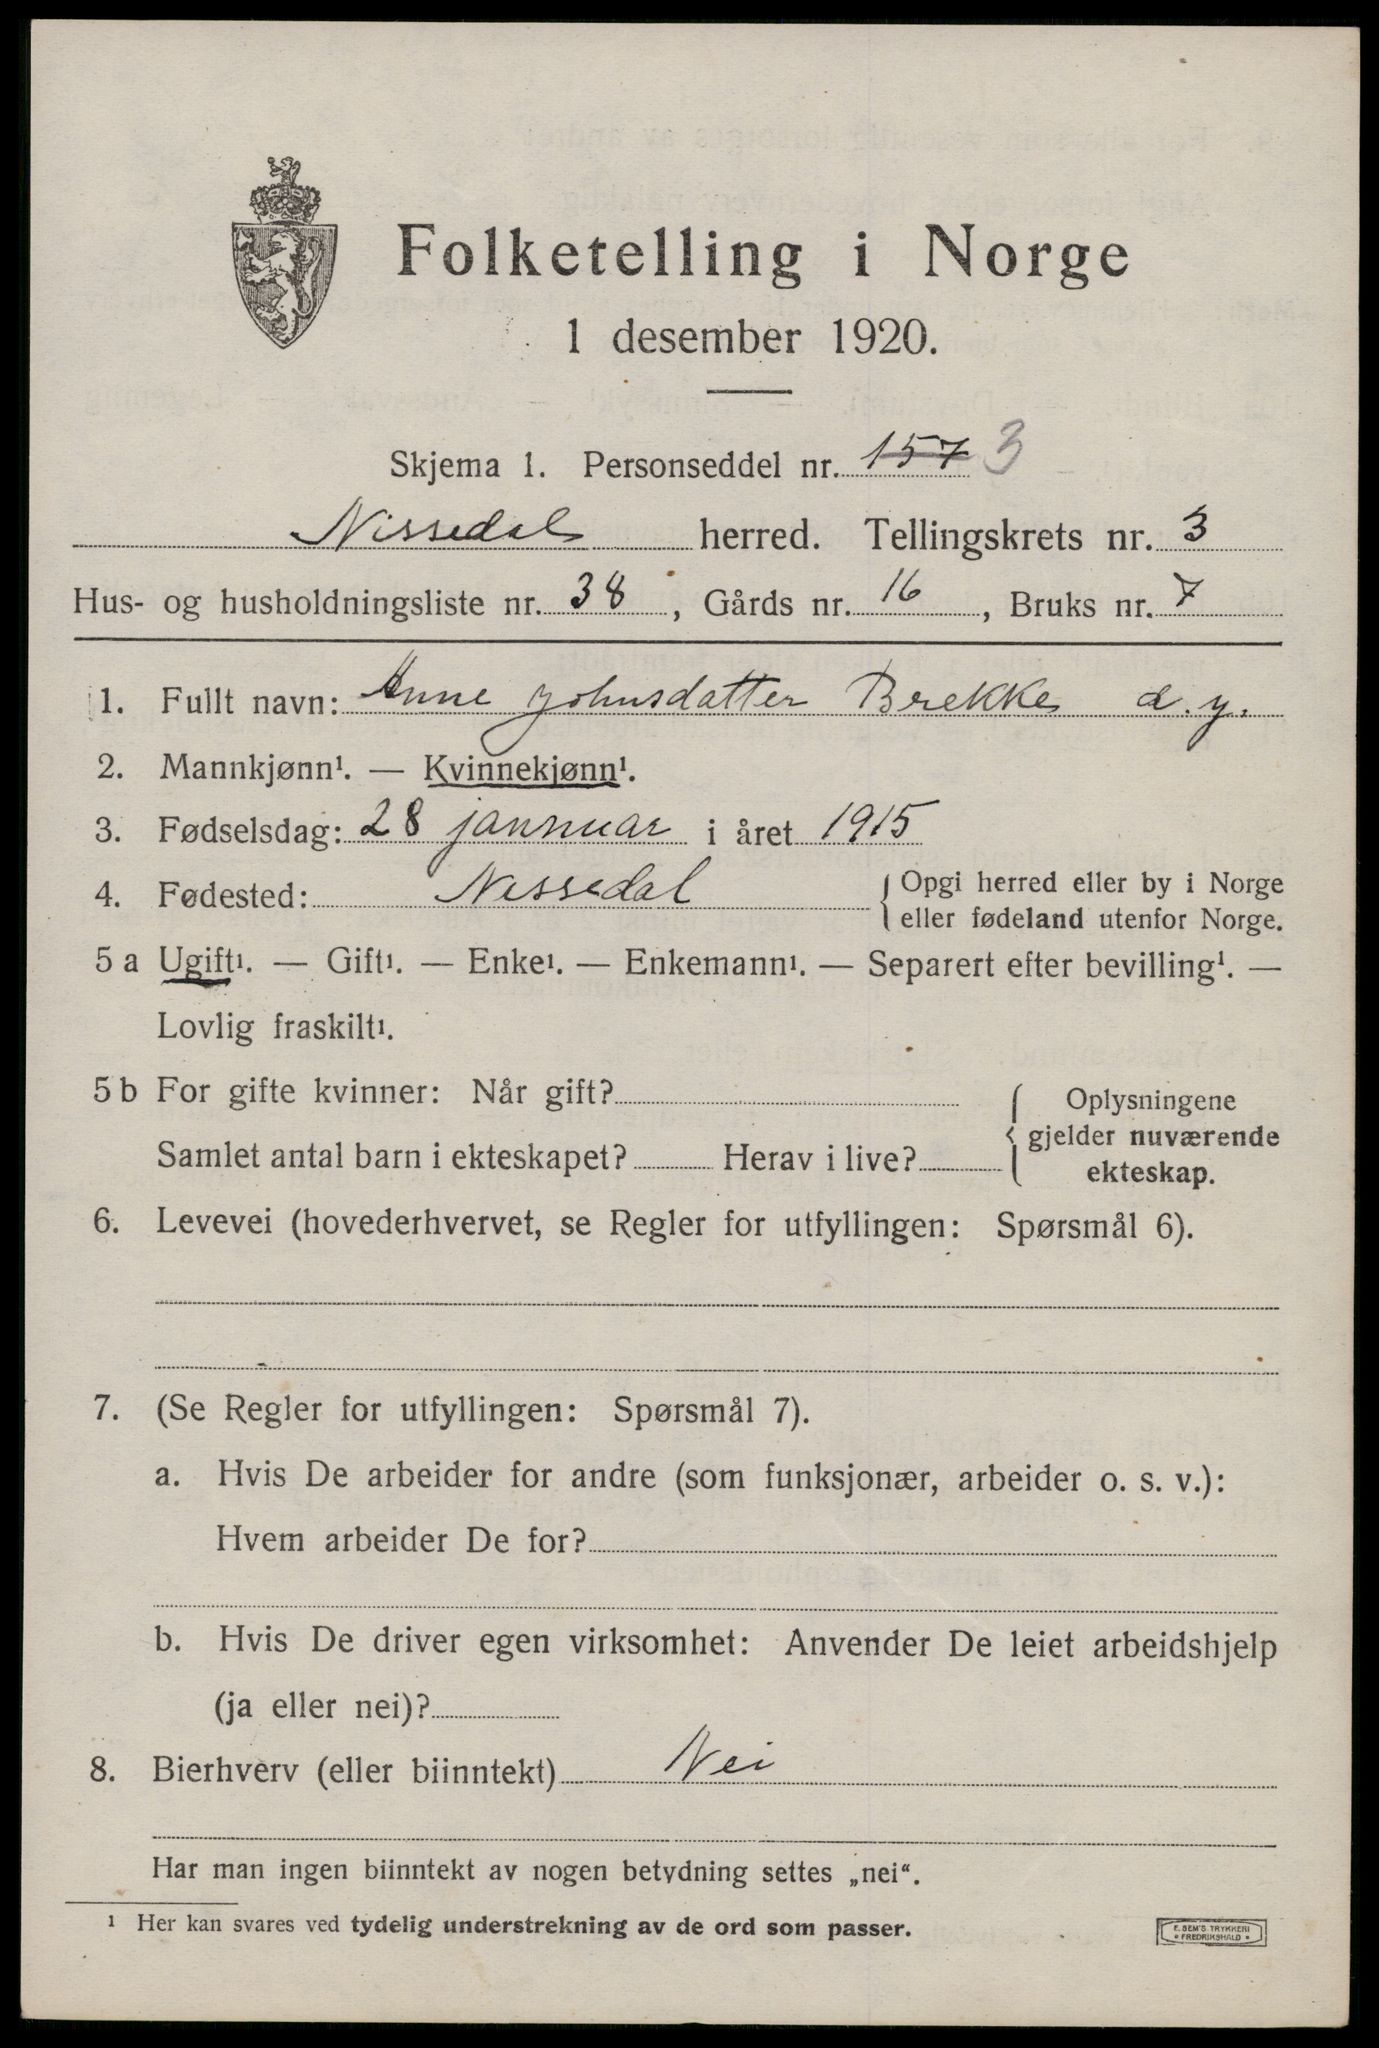 Folketelling i Norge
1 desember 1920.
Skjema 1. Personseddel nr. 157 3
Nissedal herred. Tellingskrets nr. 3
Hus- og husholdningsliste nr. 38, Gårds nr. 16, Bruks nr. 7
1. Fullt navn: Anne Johnsdatter Brekke d.y.
2. Mannkjønn¹. — Kvinnekjønn¹.
3. Fødselsdag: 28 jannuar i året 1915
4. Fødested: Nissedal { Opgi herred eller by i Norge
eller fødeland utenfor Norge.
5 a Ugift¹. — Gift¹. — Enke¹. — Enkemann¹. — Separert efter bevilling¹. —
Lovlig fraskilt¹.
5 b For gifte kvinner: Når gift? { Oplysningene
gjelder nuværende
Samlet antal barn i ekteskapet? Herav i live?
ekteskap.
6. Levevei (hovederhvervet, se Regler for utfyllingen: Spørsmål 6).
7. (Se Regler for utfyllingen: Spørsmål 7).
a. Hvis De arbeider for andre (som funksjonær, arbeider o. s. v.):
Hvem arbeider De for?
b. Hvis De driver egen virksomhet: Anvender De leiet arbeidshjelp
(ja eller nei)?
8. Bierhverv (eller biinntekt) Nei
Har man ingen biinntekt av nogen betydning settes „nei“.
¹ Her kan svares ved tydelig understrekning av de ord som passer.
E. SEM'S TRYKKERI
• FREDRIKSHALD •